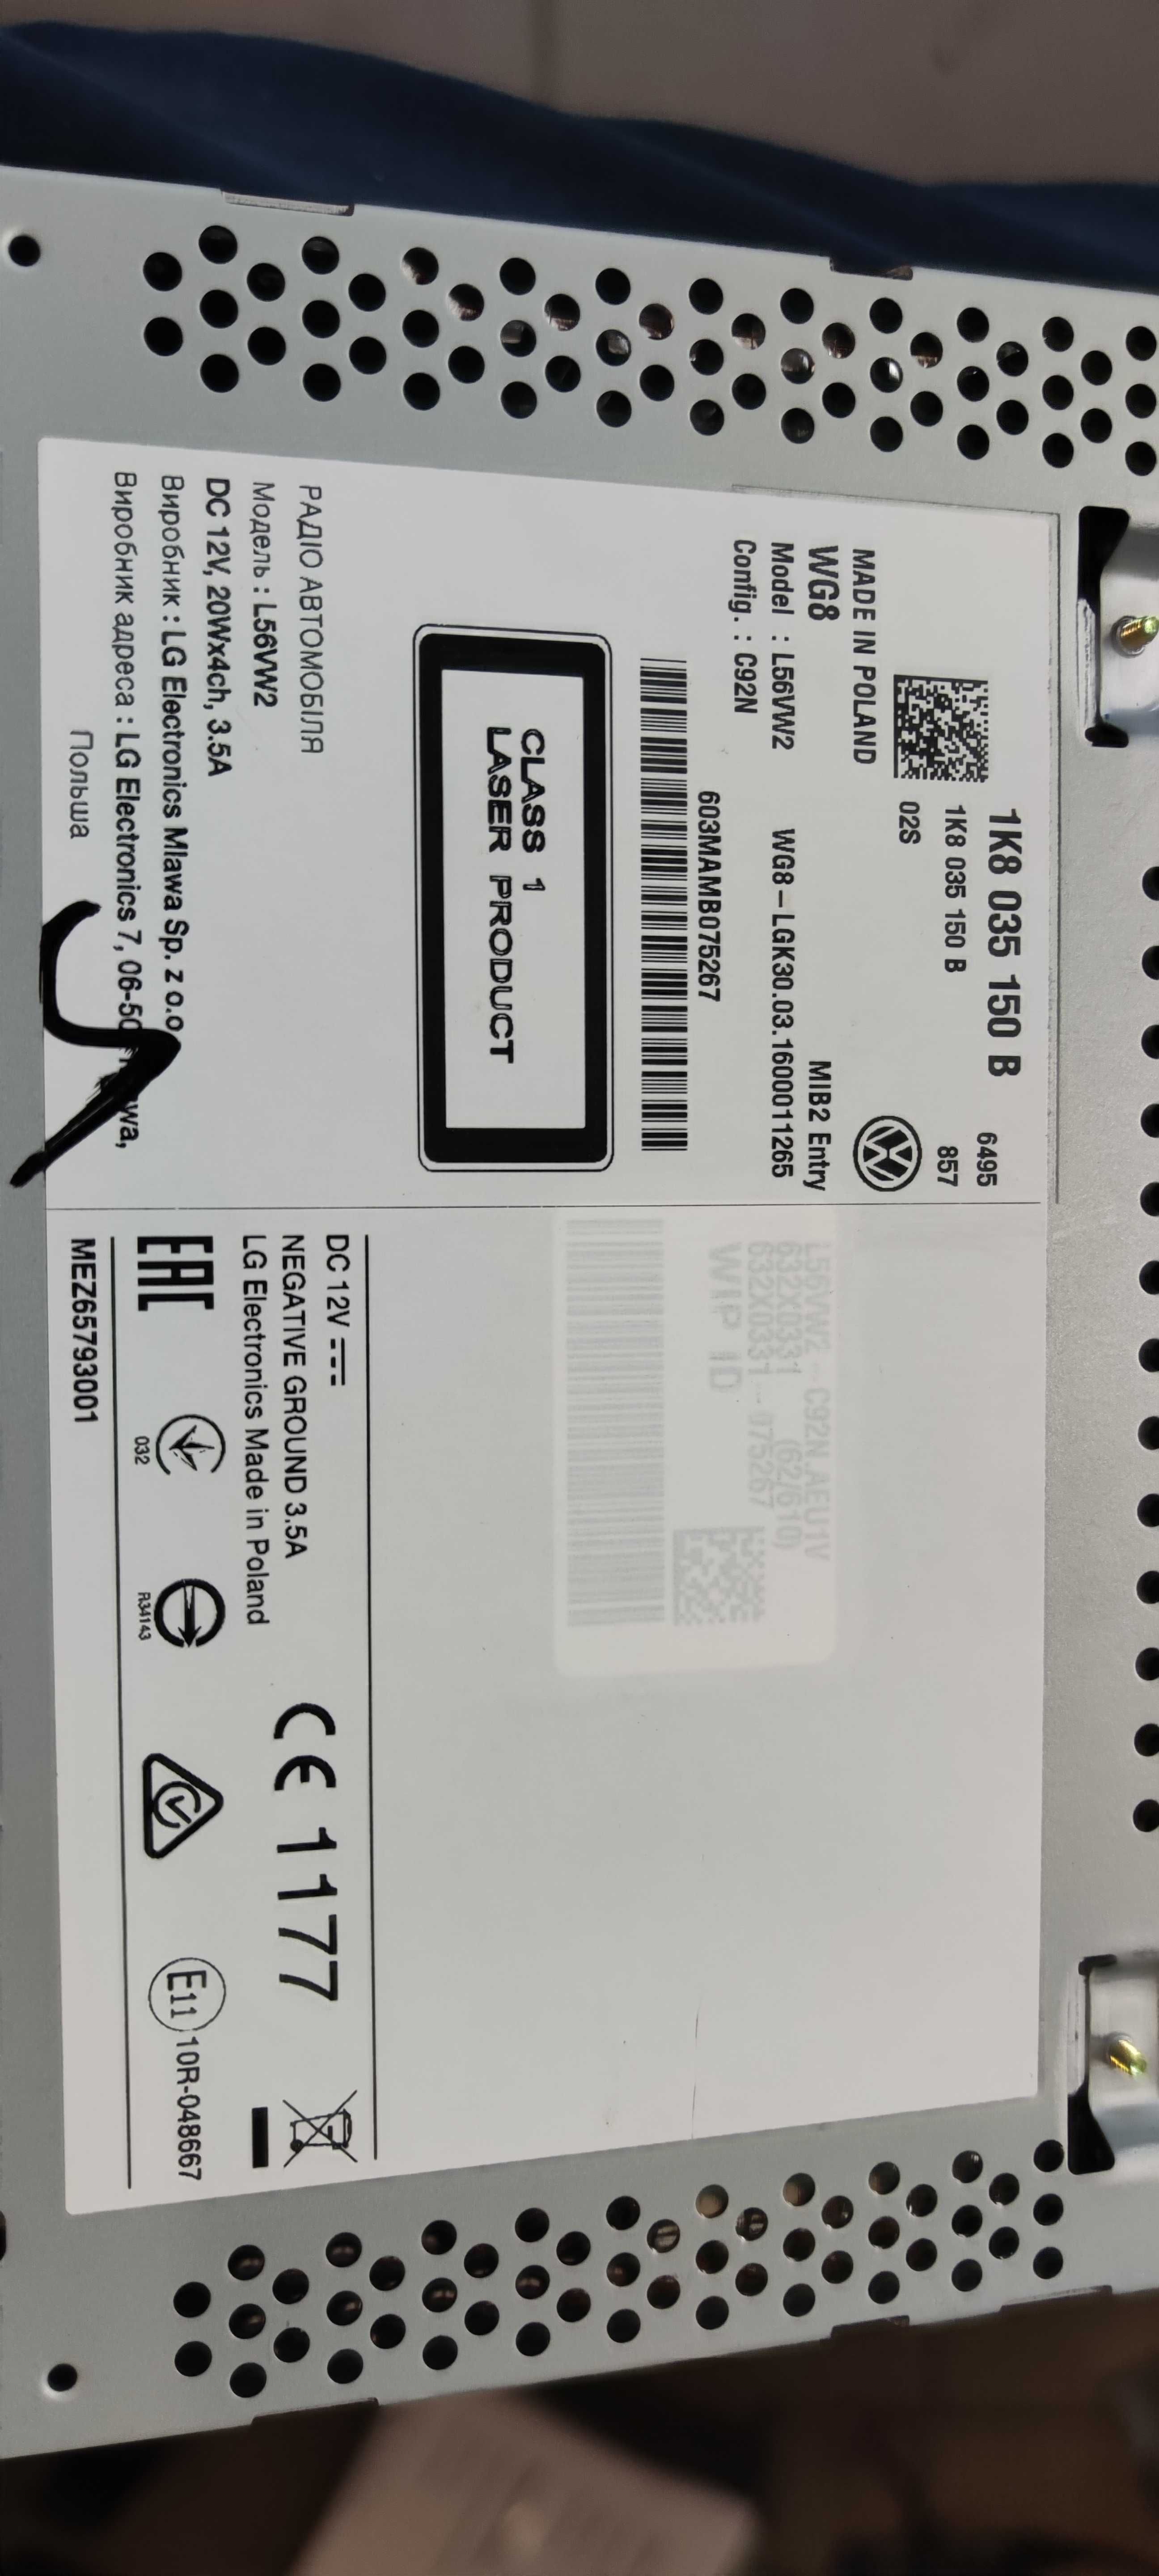 1K8 035 150 B
6495
1K8 035 150 B
857
02S
MADE IN POLAND
WG8
MIB2 Entry
Model : L56VW2
WG8-LGK30.03.1600011265
Config. : C92N
603MAMB075267
CLASS 1
LASER PRODUCT
РАДІО АВТОМОБІЛЯ
Модель : L56VW2
DC 12V, 20Wx4ch, 3.5A
Виробник : LG Electronics Mlawa Sp. z o.o
Виробник адреса : LG Electronics 7,
Польша
L56VW2 - C92N.AEU1V
632X0331 (62/610)
632X0331 - 075267
WIP ID
DC 12V
NEGATIVE GROUND 3.5A
LG Electronics Made in Poland
CE 1177
EAC
032
R34143
E11 10R-048667
MEZ65793001